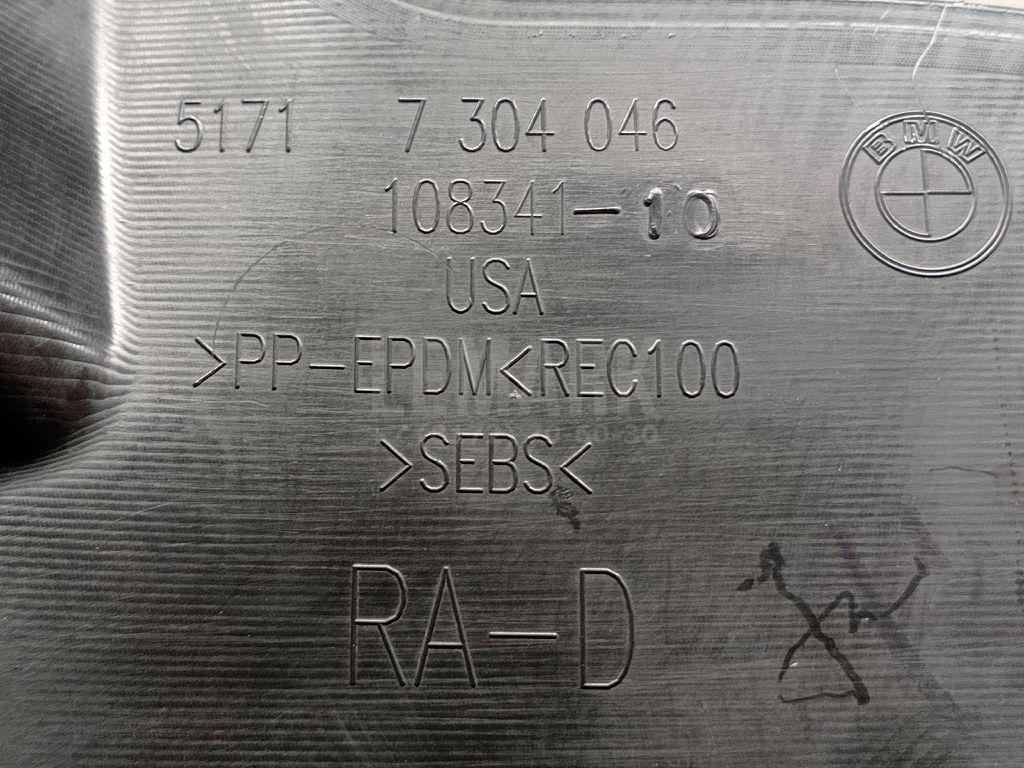 5171 7 304 046
BMW
108341-10
USA
>PP-EPDM<REC100
>SEBS<
RA-D